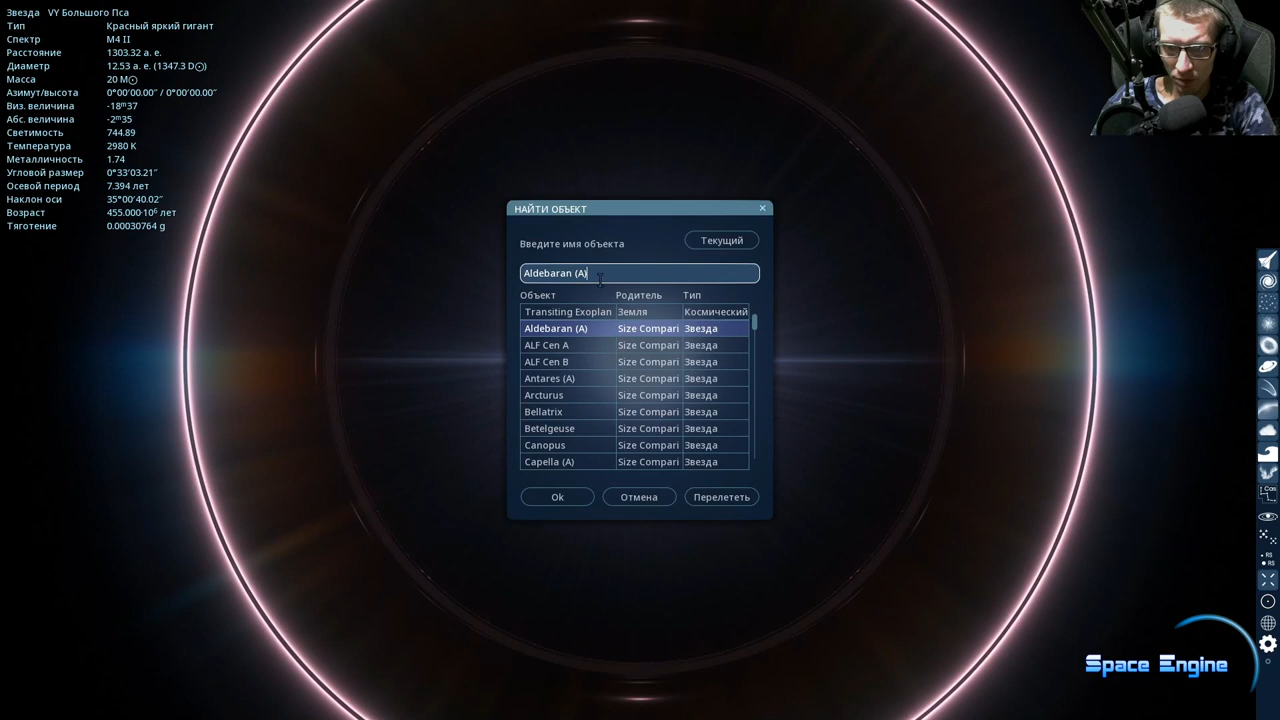 Звезда VY Большого Пса
Тип Красный яркий гигант
Спектр M4 II
Расстояние 1303.32 а. е.
Диаметр 12.53 а. е. (1347.3 D☉)
Масса 20 M☉
Азимут/высота 0°00′00.00″ / 0°00′00.00″
Виз. величина -18ᵐ37
Абс. величина -2ᵐ35
Светимость 744.89
Температура 2980 K
Металличность 1.74
Угловой размер 0°33′03.21″
Осевой период 7.394 лет
Наклон оси 35°00′40.02″
Возраст 455.000·10⁶ лет
Тяготение 0.00030764 g
НАЙТИ ОБЪЕКТ
Введите имя объекта Текущий
Aldebaran (A)
Объект Родитель Тип
Transiting Exoplan Земля Космический
Aldebaran (A) Size Compari Звезда
ALF Cen A Size Compari Звезда
ALF Cen B Size Compari Звезда
Antares (A) Size Compari Звезда
Arcturus Size Compari Звезда
Bellatrix Size Compari Звезда
Betelgeuse Size Compari Звезда
Canopus Size Compari Звезда
Capella (A) Size Compari Звезда
Ok Отмена Перелететь
RS
RS
Space Engine